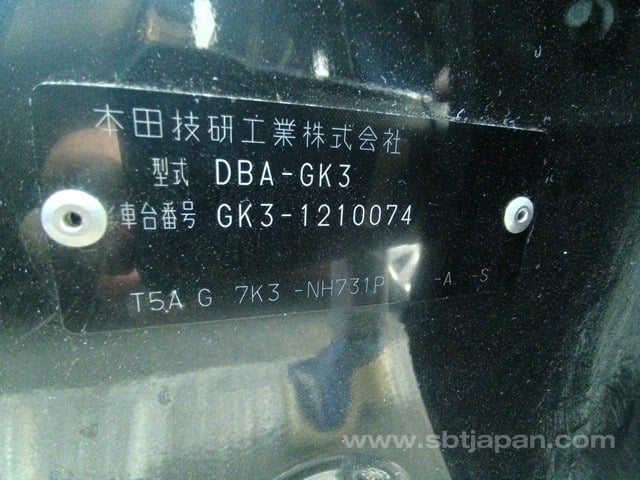 本田技研工業株式会社
型式 DBA-GK3
車台番号 GK3-1210074
T5A G 7K3 -NH731P -A -S
www.sbtjapan.com